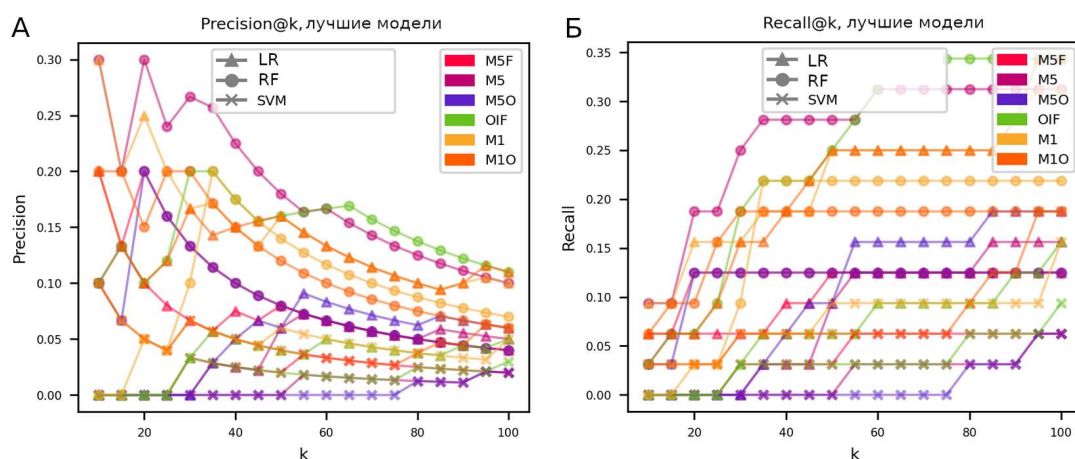 А
Precision@k, лучшие модели
Precision
0.30
0.25
0.20
0.15
0.10
0.05
0.00
20
40
60
80
100
k
LR
RF
SVM
M5F
M5
M5O
OIF
M1
M1O
Б
Recall@k, лучшие модели
Recall
0.35
0.30
0.25
0.20
0.15
0.10
0.05
0.00
20
40
60
80
100
k
LR
RF
SVM
M5F
M5
M5O
OIF
M1
M1O